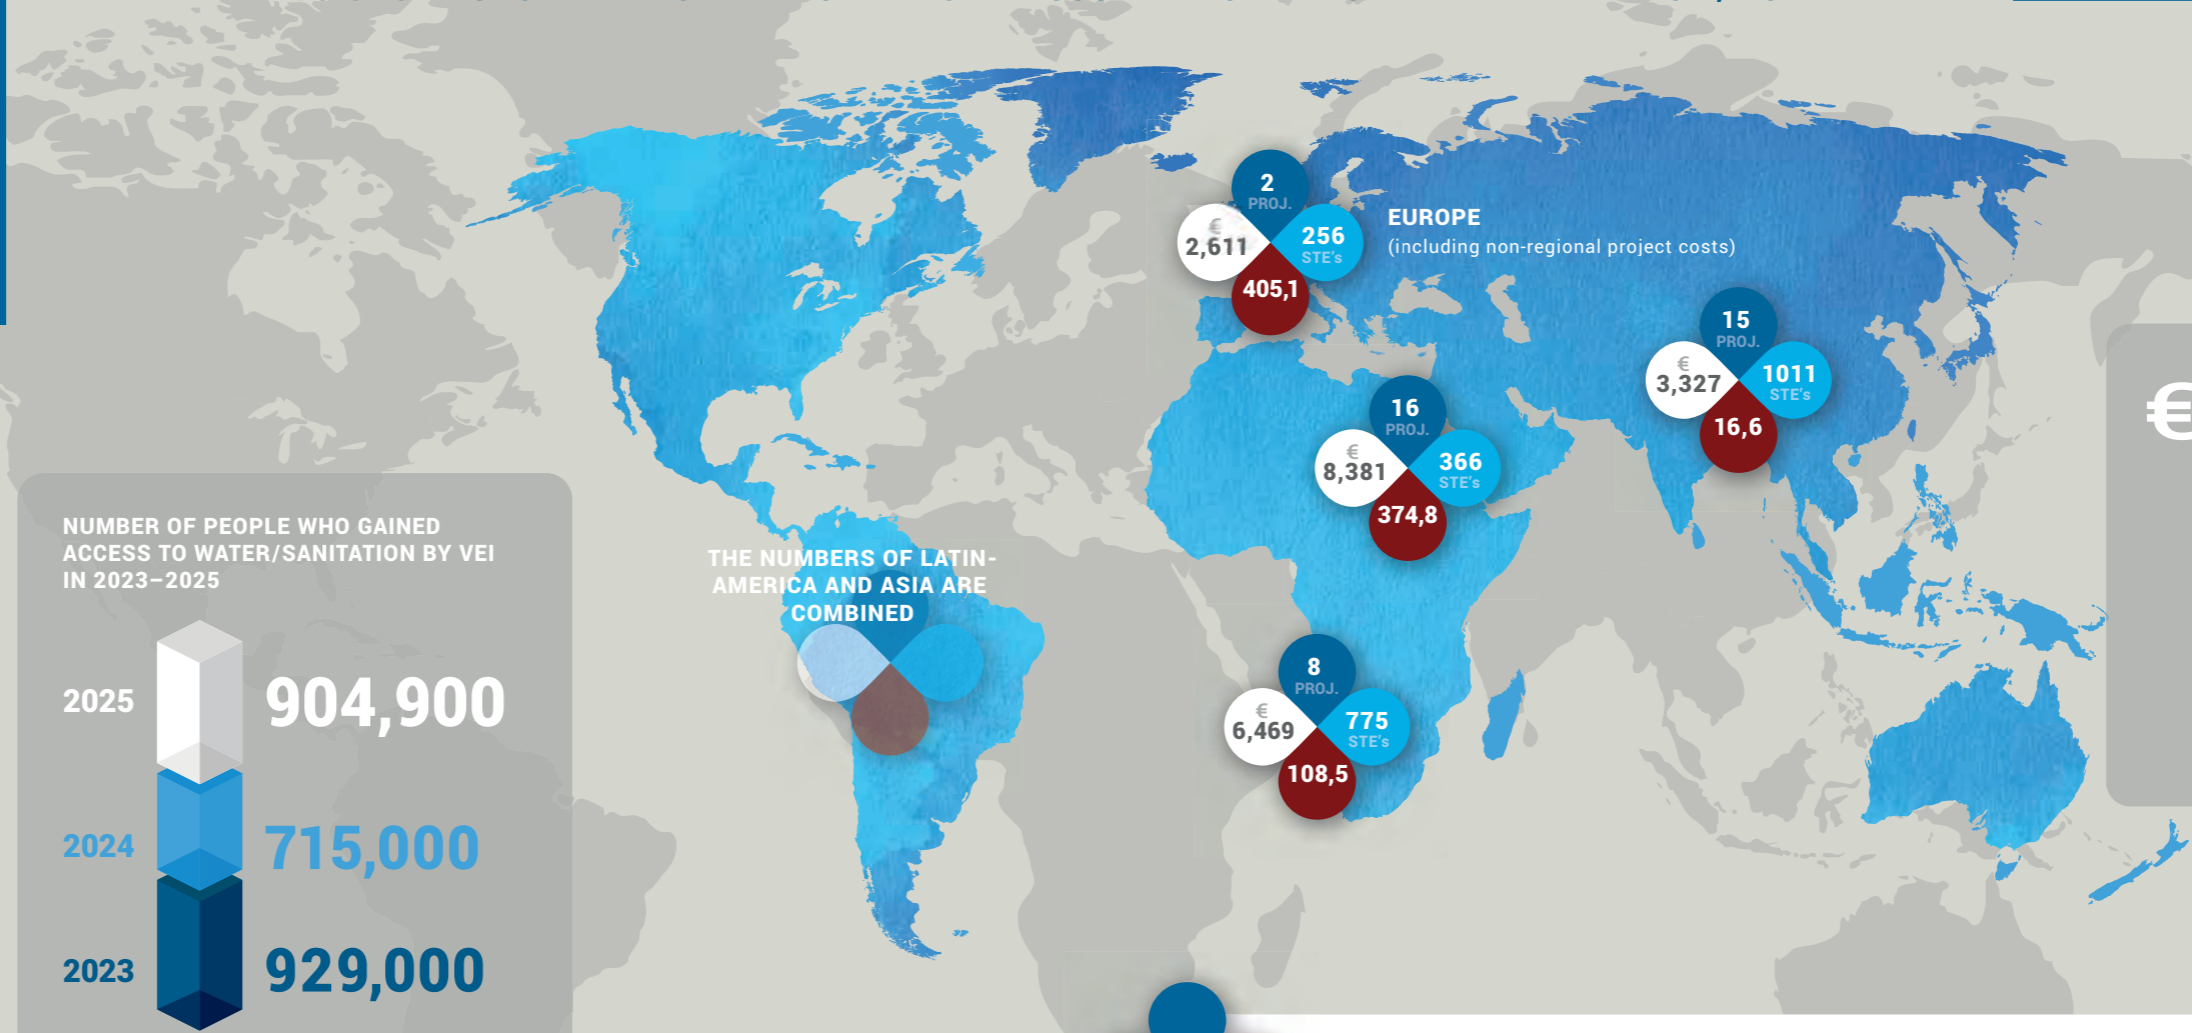 2
PROJ.
€
2,611
256
STE's
405,1
EUROPE
(including non-regional project costs)
15
PROJ.
€
3,327
1011
STE's
16,6
16
PROJ.
€
8,381
366
STE's
374,8
THE NUMBERS OF LATIN-
AMERICA AND ASIA ARE
COMBINED
8
PROJ.
€
6,469
775
STE's
108,5
NUMBER OF PEOPLE WHO GAINED
ACCESS TO WATER/SANITATION BY VEI
IN 2023–2025
2025 904,900
2024 715,000
2023 929,000
€